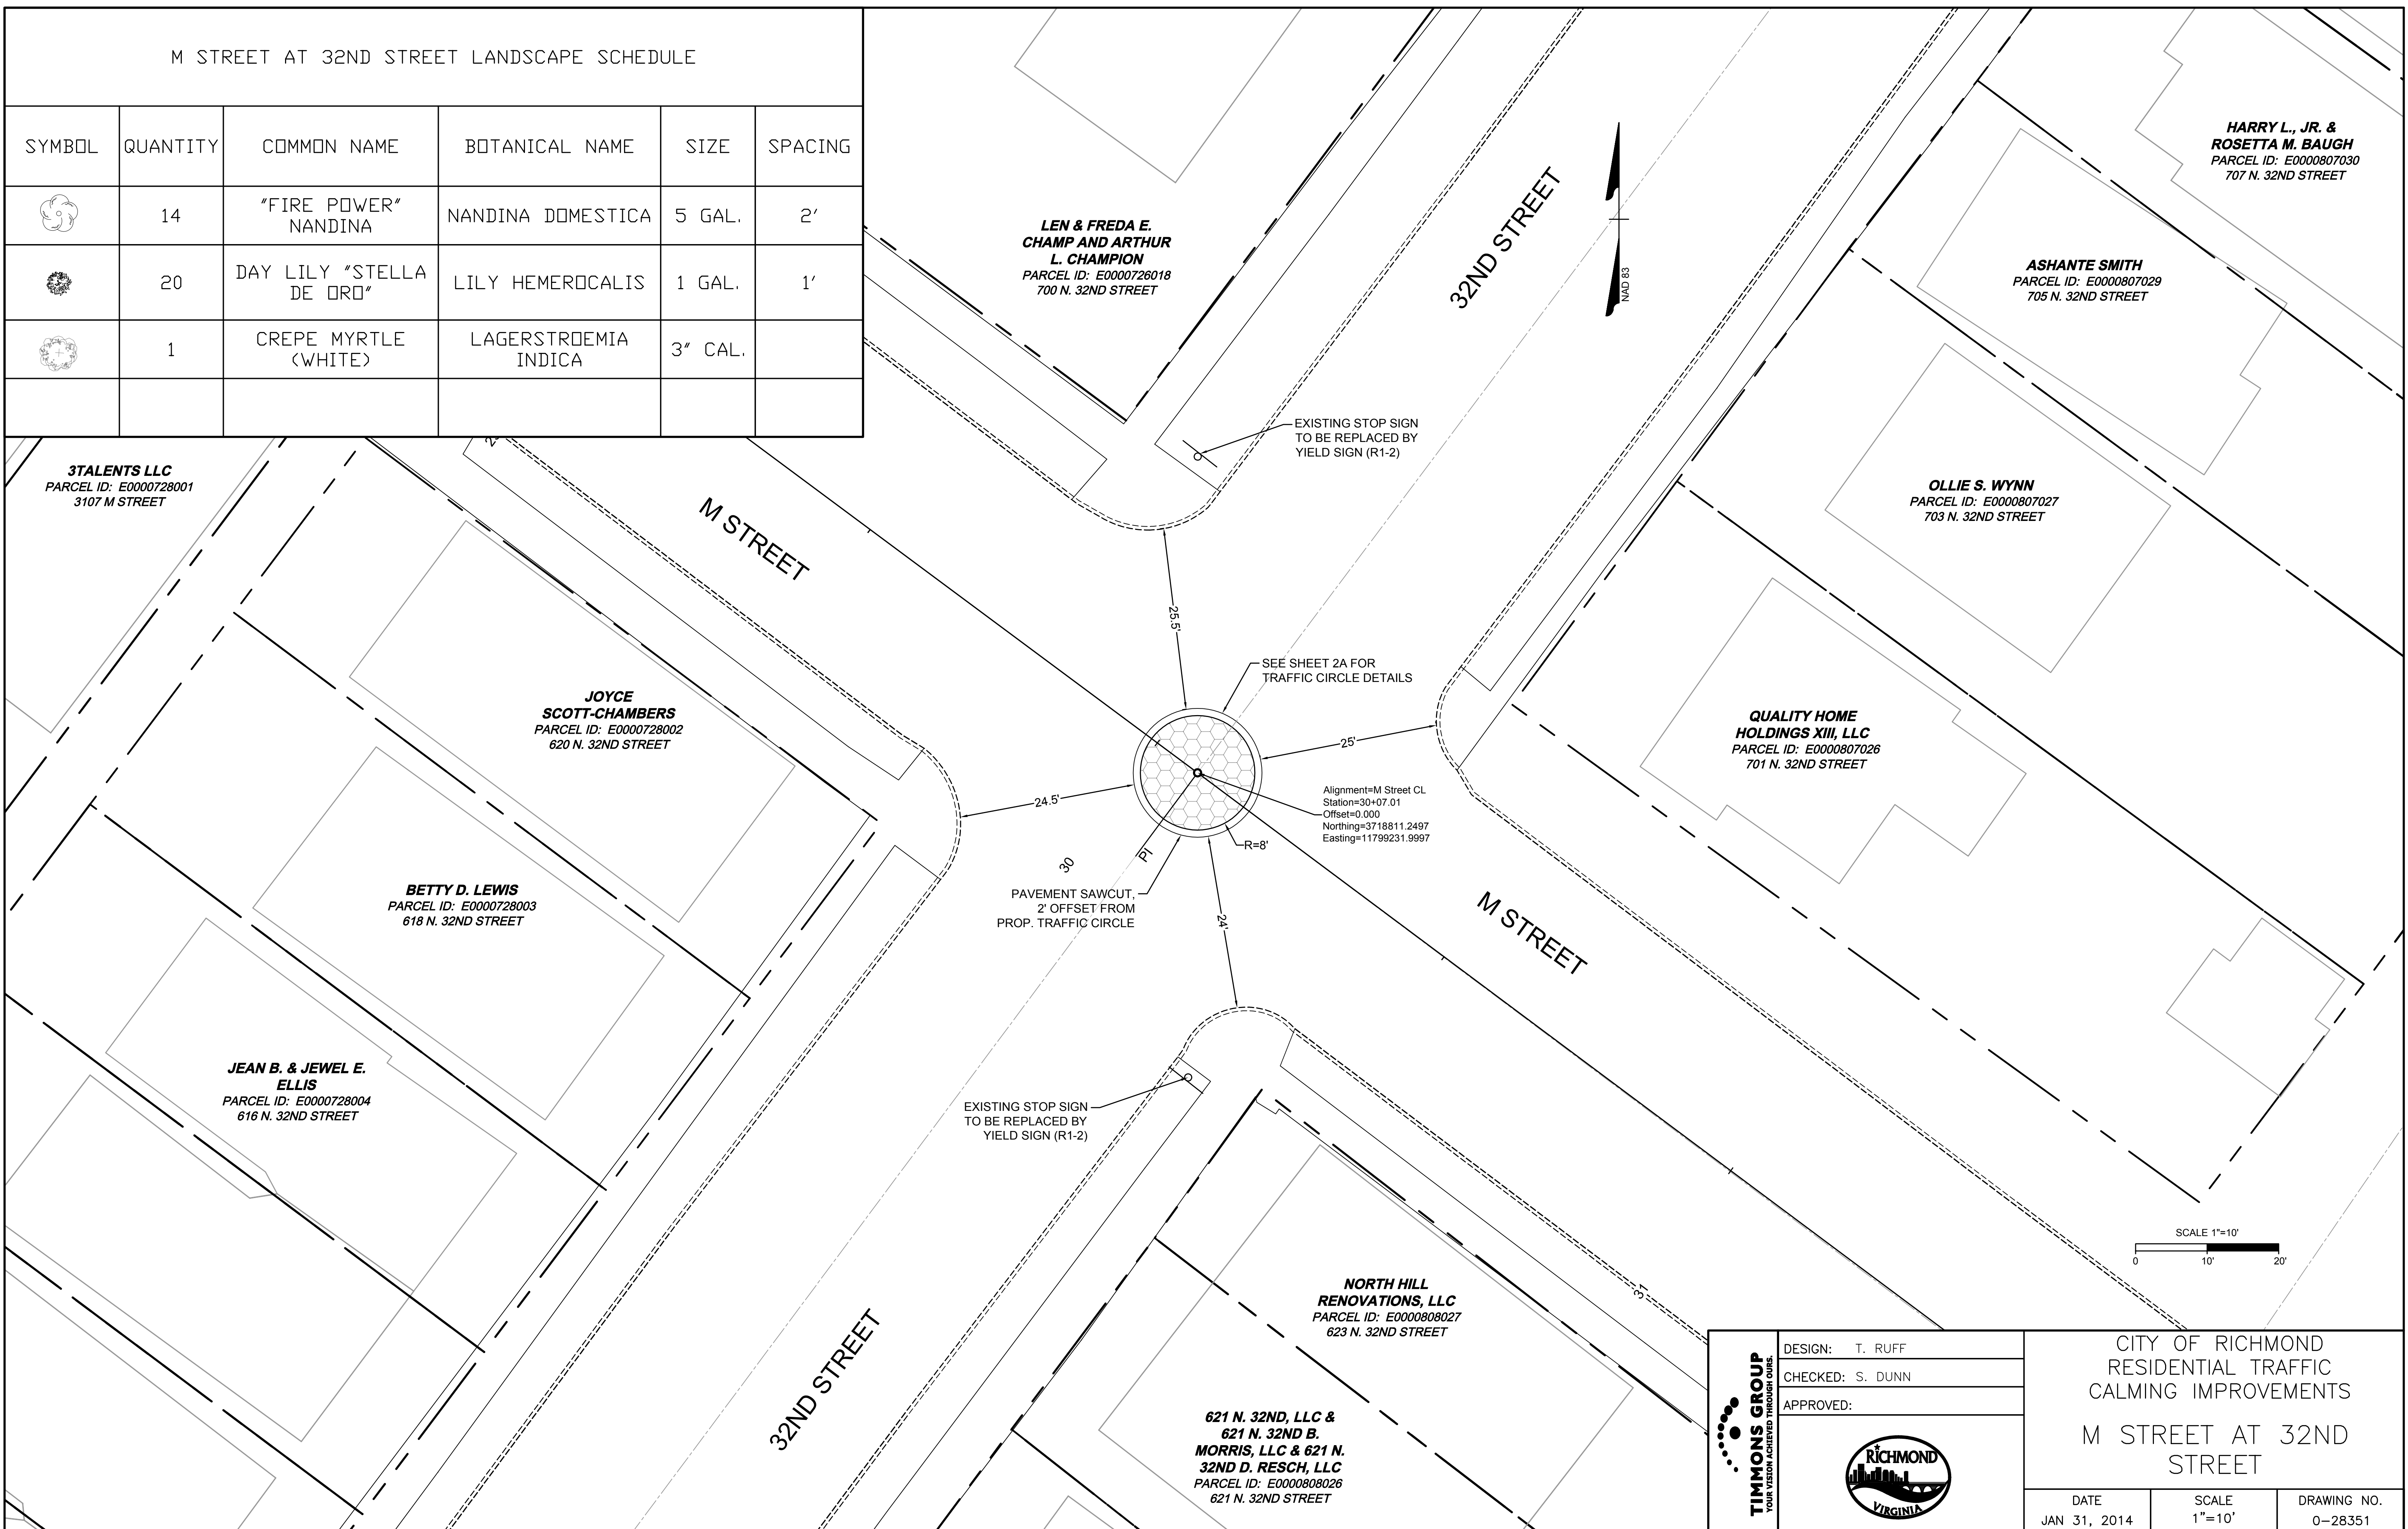 M STREET AT 32ND STREET LANDSCAPE SCHEDULE
SYMBOL QUANTITY COMMON NAME BOTANICAL NAME SIZE SPACING
14 "FIRE POWER" NANDINA NANDINA DOMESTICA 5 GAL. 2'
20 DAY LILY "STELLA DE ORO" LILY HEMEROCALIS 1 GAL. 1'
1 CREPE MYRTLE (WHITE) LAGERSTROEMIA INDICA 3" CAL.
HARRY L., JR. &
ROSETTA M. BAUGH
PARCEL ID: E0000807030
707 N. 32ND STREET
LEN & FREDA E.
CHAMP AND ARTHUR
L. CHAMPION
PARCEL ID: E0000726018
700 N. 32ND STREET
32ND STREET
NAD 83
ASHANTE SMITH
PARCEL ID: E0000807029
705 N. 32ND STREET
EXISTING STOP SIGN
TO BE REPLACED BY
YIELD SIGN (R1-2)
3TALENTS LLC
PARCEL ID: E0000728001
3107 M STREET
M STREET
OLLIE S. WYNN
PARCEL ID: E0000807027
703 N. 32ND STREET
25.5'
SEE SHEET 2A FOR
TRAFFIC CIRCLE DETAILS
JOYCE
SCOTT-CHAMBERS
PARCEL ID: E0000728002
620 N. 32ND STREET
25'
QUALITY HOME
HOLDINGS XIII, LLC
PARCEL ID: E0000807026
701 N. 32ND STREET
24.5'
Alignment=M Street CL
Station=30+07.01
Offset=0.000
Northing=3718811.2497
Easting=11799231.9997
R=8'
30
PI
PAVEMENT SAWCUT,
2' OFFSET FROM
PROP. TRAFFIC CIRCLE
24'
BETTY D. LEWIS
PARCEL ID: E0000728003
618 N. 32ND STREET
M STREET
JEAN B. & JEWEL E.
ELLIS
PARCEL ID: E0000728004
616 N. 32ND STREET
EXISTING STOP SIGN
TO BE REPLACED BY
YIELD SIGN (R1-2)
SCALE 1"=10'
0 10' 20'
NORTH HILL
RENOVATIONS, LLC
PARCEL ID: E0000808027
623 N. 32ND STREET
31
32ND STREET
621 N. 32ND, LLC &
621 N. 32ND B.
MORRIS, LLC & 621 N.
32ND D. RESCH, LLC
PARCEL ID: E0000808026
621 N. 32ND STREET
TIMMONS GROUP
YOUR VISION ACHIEVED THROUGH OURS.
DESIGN: T. RUFF
CHECKED: S. DUNN
APPROVED:
RICHMOND
VIRGINIA
CITY OF RICHMOND
RESIDENTIAL TRAFFIC
CALMING IMPROVEMENTS
M STREET AT 32ND
STREET
DATE
JAN 31, 2014
SCALE
1"=10'
DRAWING NO.
0-28351